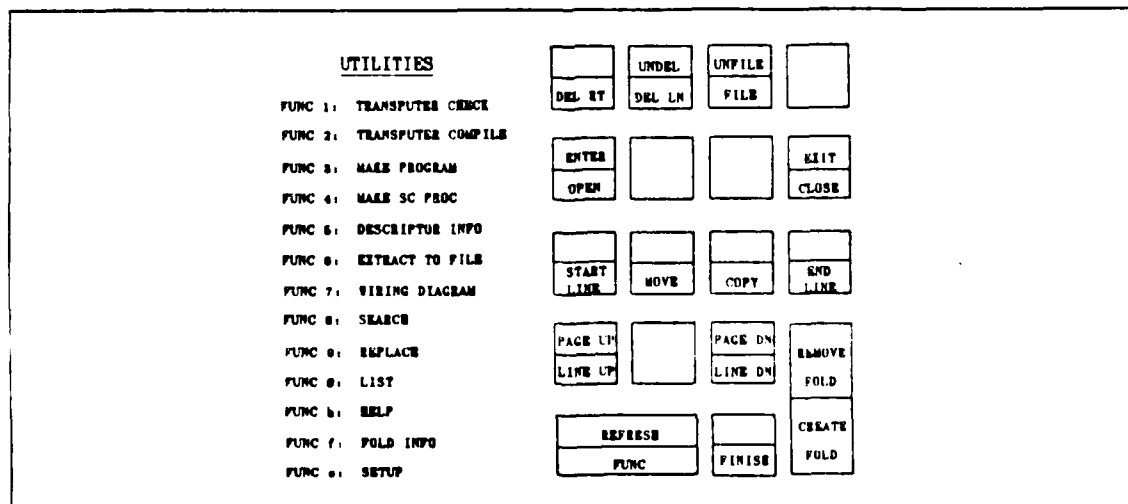 UTILITIES
FUNC 1: TRANSPUTER CHECK
FUNC 2: TRANSPUTER COMPILE
FUNC 3: MAKE PROGRAM
FUNC 4: MAKE SC PROC
FUNC 5: DESCRIPTOR INFO
FUNC 6: EXTRACT TO FILE
FUNC 7: WIRING DIAGRAM
FUNC 8: SEARCH
FUNC 9: REPLACE
FUNC LIST
FUNC h: HELP
FUNC f: FOLD INFO
FUNC SETUP
UNDEL
UNFILE
DEL RT
DEL LN
FILE
ENTER
EXIT
OPEN
CLOSE
START
LINE
MOVE
COPY
END
LINE
PAGE UP
PAGE DN
LINE UP
LINE DN
REMOVE
FOLD
REFRESH
FUNC
FINISH
CREATE
FOLD